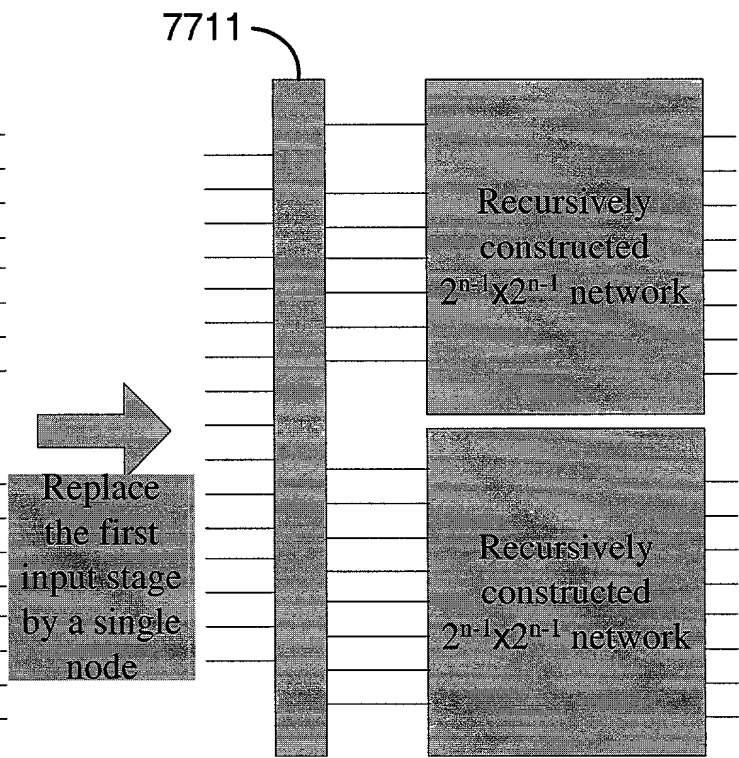 7711
Recursively
constructed
2ⁿ⁻¹x2ⁿ⁻¹ network
Replace
the first
input stage
by a single
node
Recursively
constructed
2ⁿ⁻¹x2ⁿ⁻¹ network